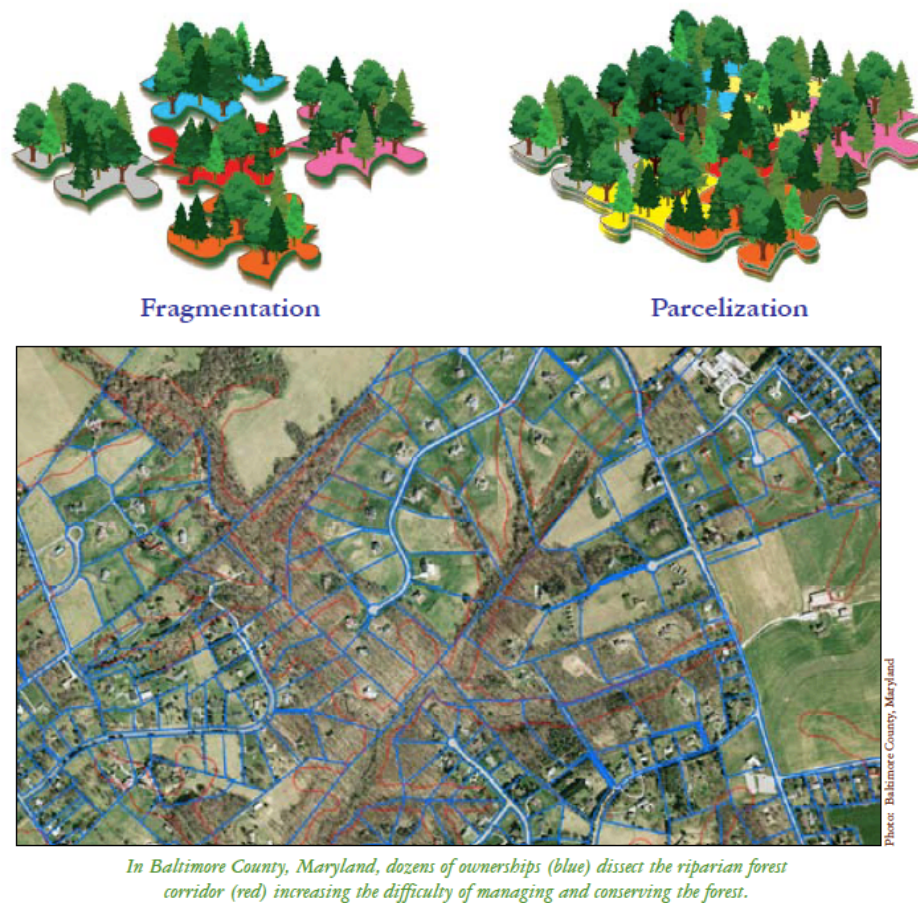 Fragmentation
Parcelization
Photo: Baltimore County, Maryland
In Baltimore County, Maryland, dozens of ownerships (blue) dissect the riparian forest
corridor (red) increasing the difficulty of managing and conserving the forest.